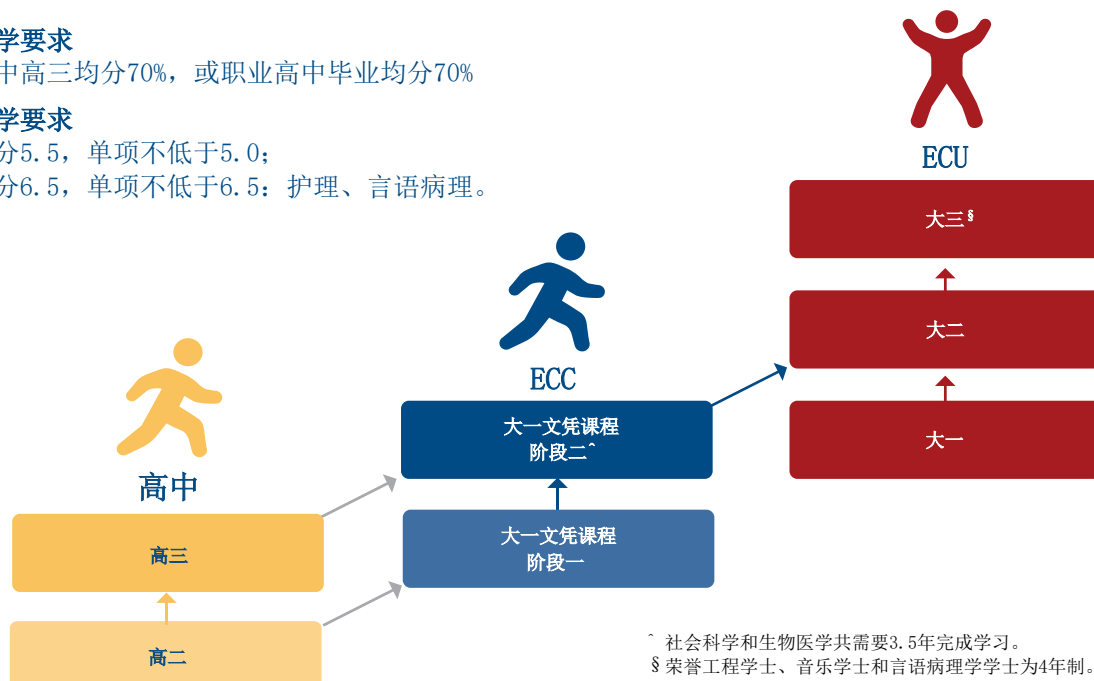 学要求
中高三均分70%，或职业高中毕业均分70%
学要求
分5.5，单项不低于5.0；
分6.5，单项不低于6.5：护理、言语病理。
ECU
大三§
大二
大一
ECC
大一文凭课程
阶段二^
大一文凭课程
阶段一
高中
高三
高二
^ 社会科学和生物医学共需要3.5年完成学习。
§ 荣誉工程学士、音乐学士和言语病理学学士为4年制。